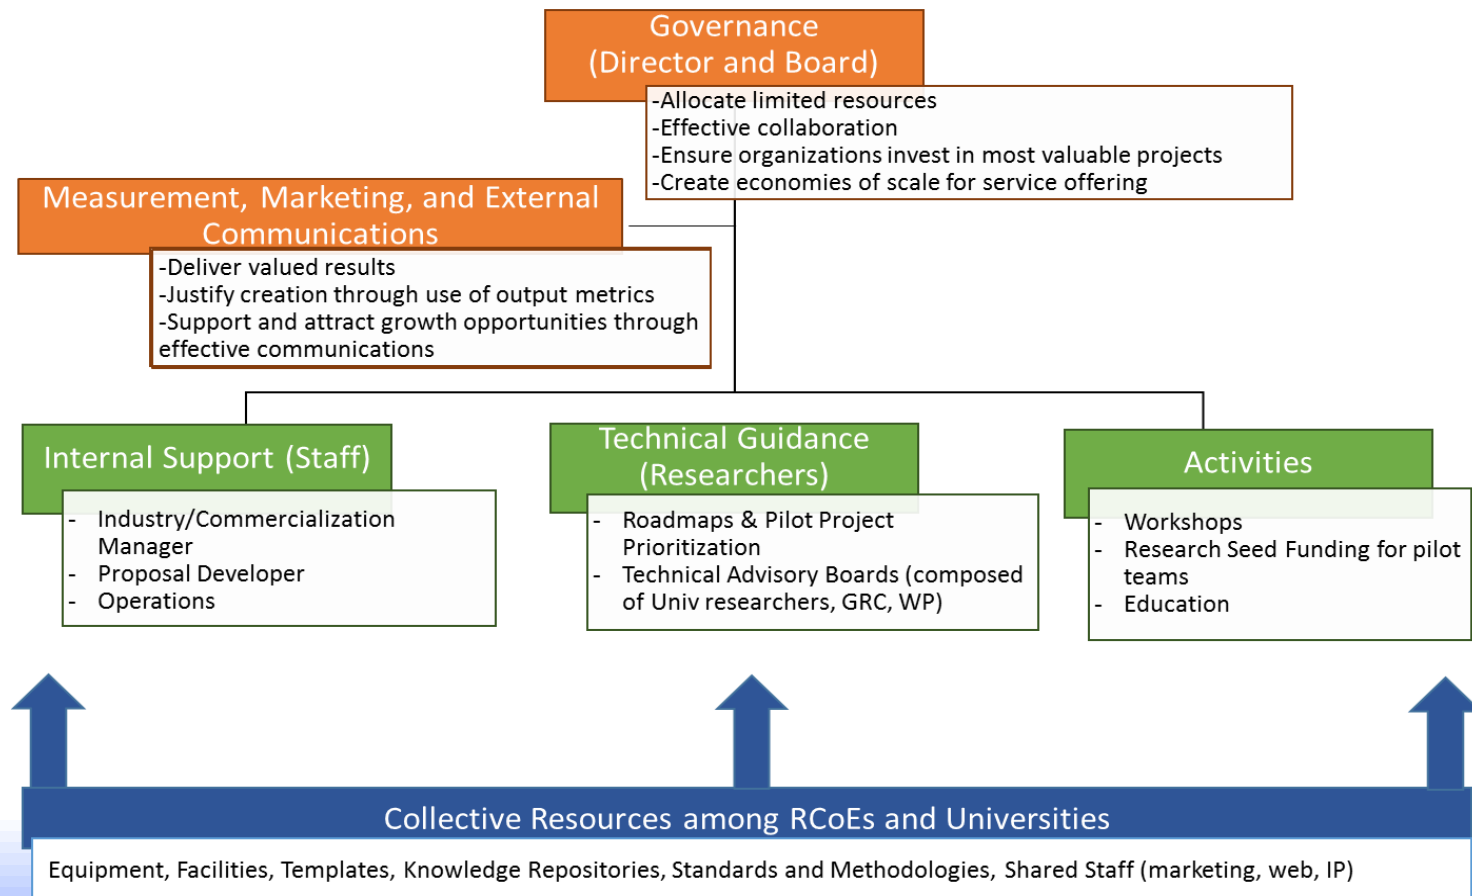 Governance
(Director and Board)
-Allocate limited resources
-Effective collaboration
-Ensure organizations invest in most valuable projects
-Create economies of scale for service offering
Measurement, Marketing, and External
Communications
-Deliver valued results
-Justify creation through use of output metrics
-Support and attract growth opportunities through
effective communications
Internal Support (Staff)
- Industry/Commercialization
Manager
- Proposal Developer
- Operations
Technical Guidance
(Researchers)
- Roadmaps & Pilot Project
Prioritization
- Technical Advisory Boards (composed
of Univ researchers, GRC, WP)
Activities
- Workshops
- Research Seed Funding for pilot
teams
- Education
Collective Resources among RCoEs and Universities
Equipment, Facilities, Templates, Knowledge Repositories, Standards and Methodologies, Shared Staff (marketing, web, IP)